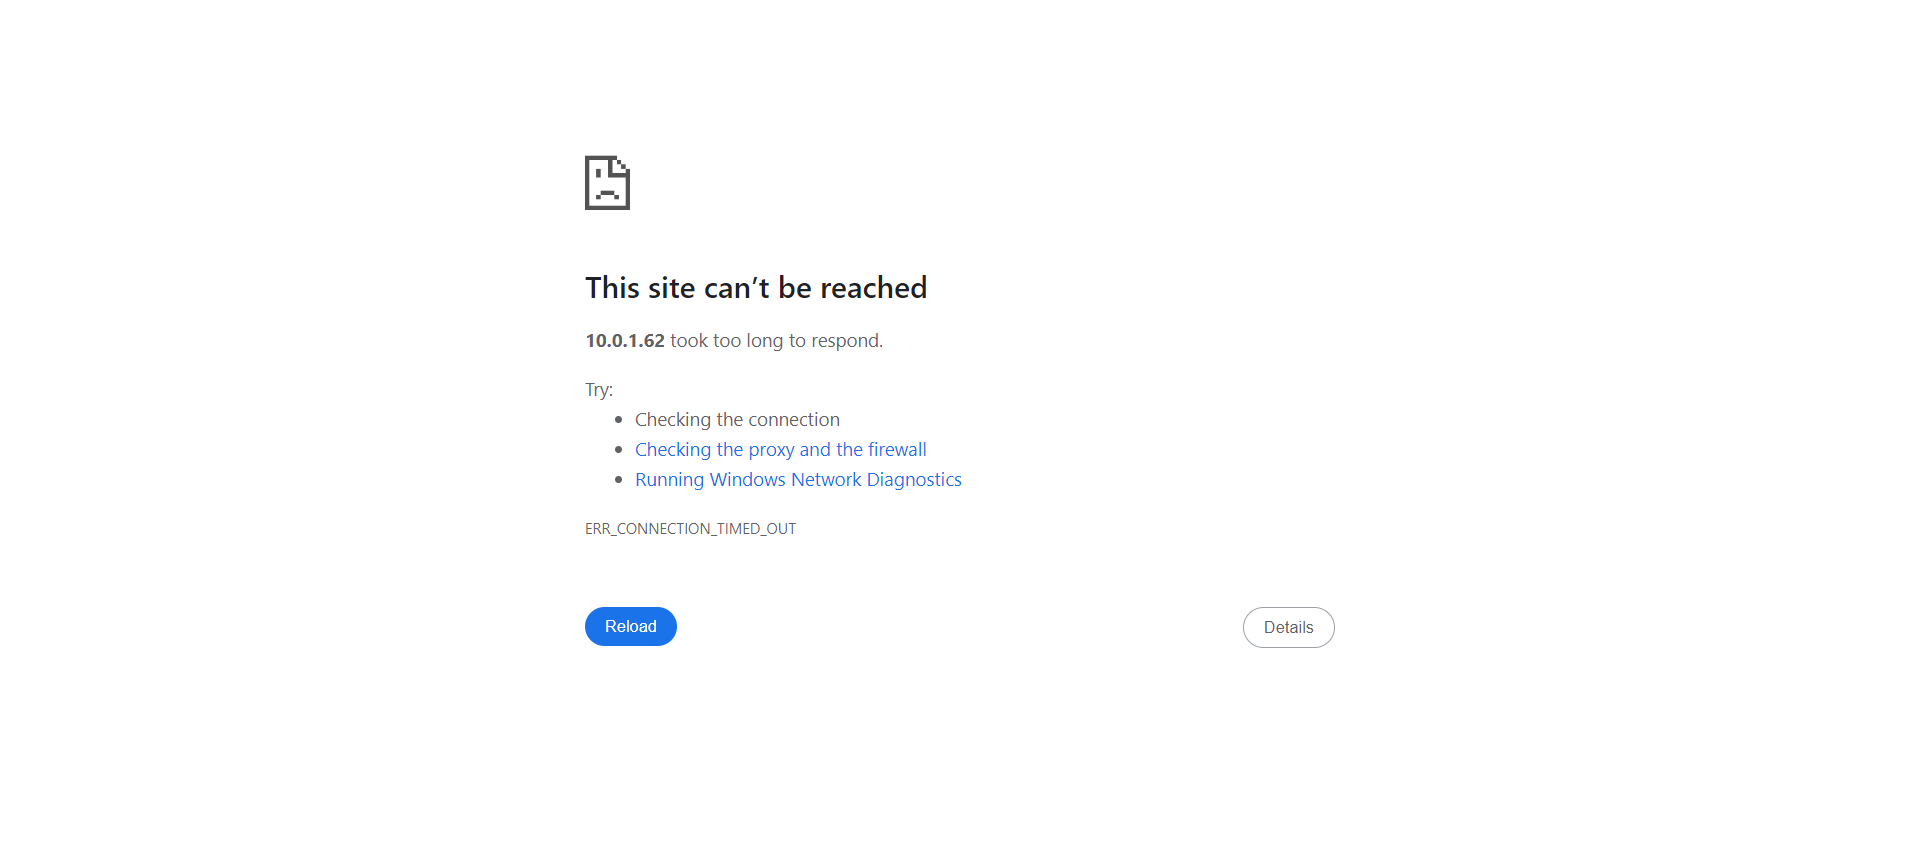 This site can’t be reached
10.0.1.62 took too long to respond.
Try:
Checking the connection
Checking the proxy and the firewall
Running Windows Network Diagnostics
ERR_CONNECTION_TIMED_OUT
Reload
Details